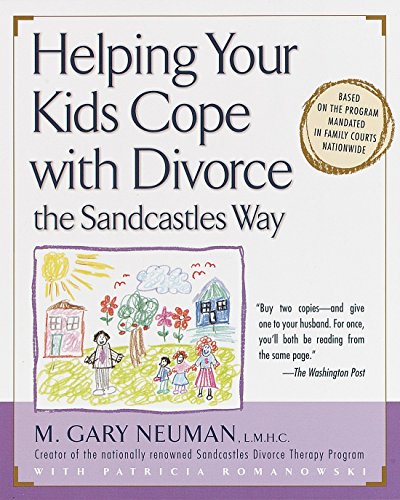 Helping Your
Kids Cope
with Divorce
the Sandcastles Way
BASED
ON THE PROGRAM
MANDATED
IN FAMILY COURTS
NATIONWIDE
"Buy two copies—and give
one to your husband. For once,
you'll both be reading from
the same page."
—The Washington Post
M. GARY NEUMAN, L.M.H.C.
Creator of the nationally renowned Sandcastles Divorce Therapy Program
WITH PATRICIA ROMANOWSKI